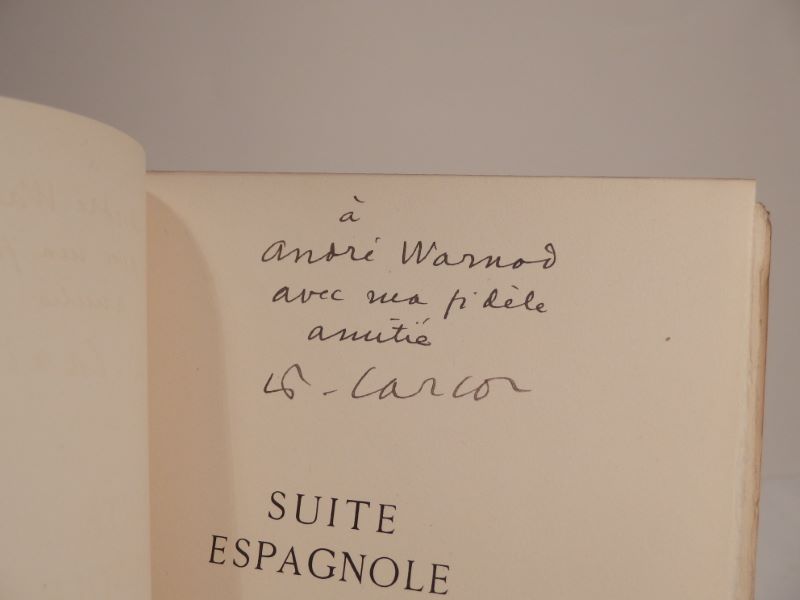 à
André Warnod
avec ma fidèle
amitié
F. Carco
SUITE
ESPAGNOLE